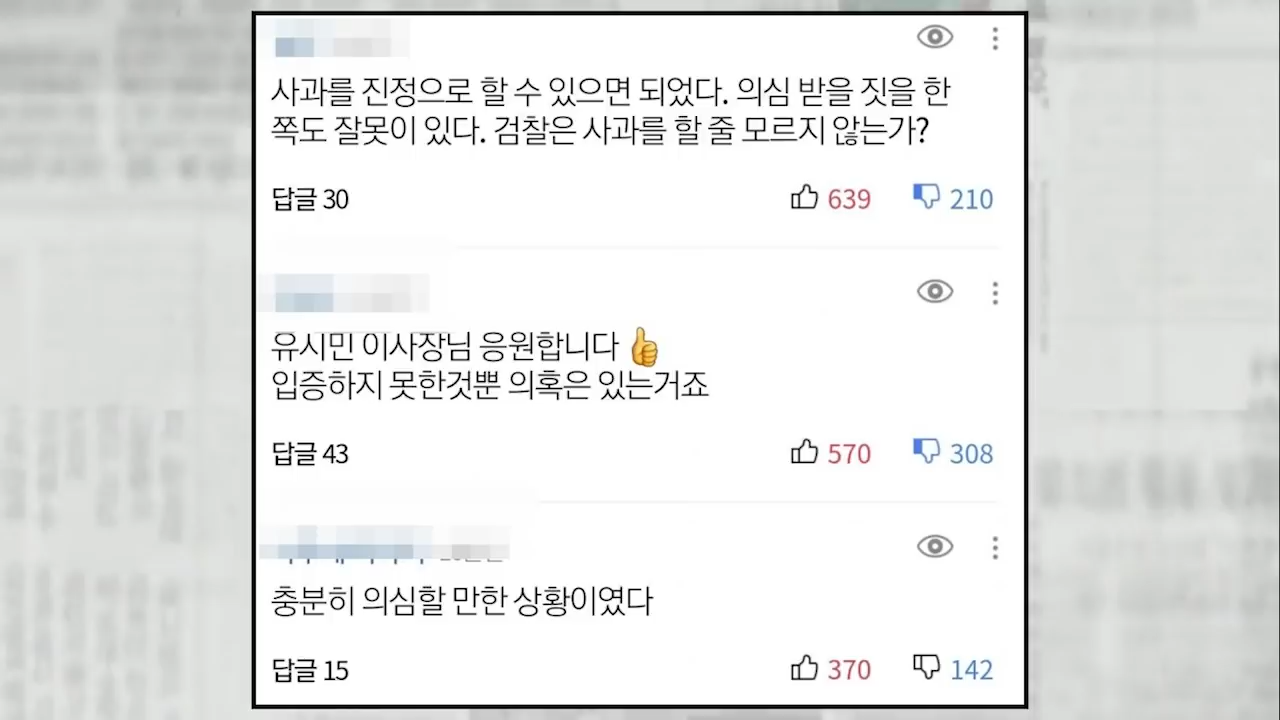 사과를 진정으로 할 수 있으면 되었다. 의심 받을 짓을 한
쪽도 잘못이 있다. 검찰은 사과를 할 줄 모르지 않는가?
답글 30
639
210
유시민 이사장님 응원합니다 👍
입증하지 못한것뿐 의혹은 있는거죠
답글 43
570
308
충분히 의심할 만한 상황이였다
답글 15
370
142